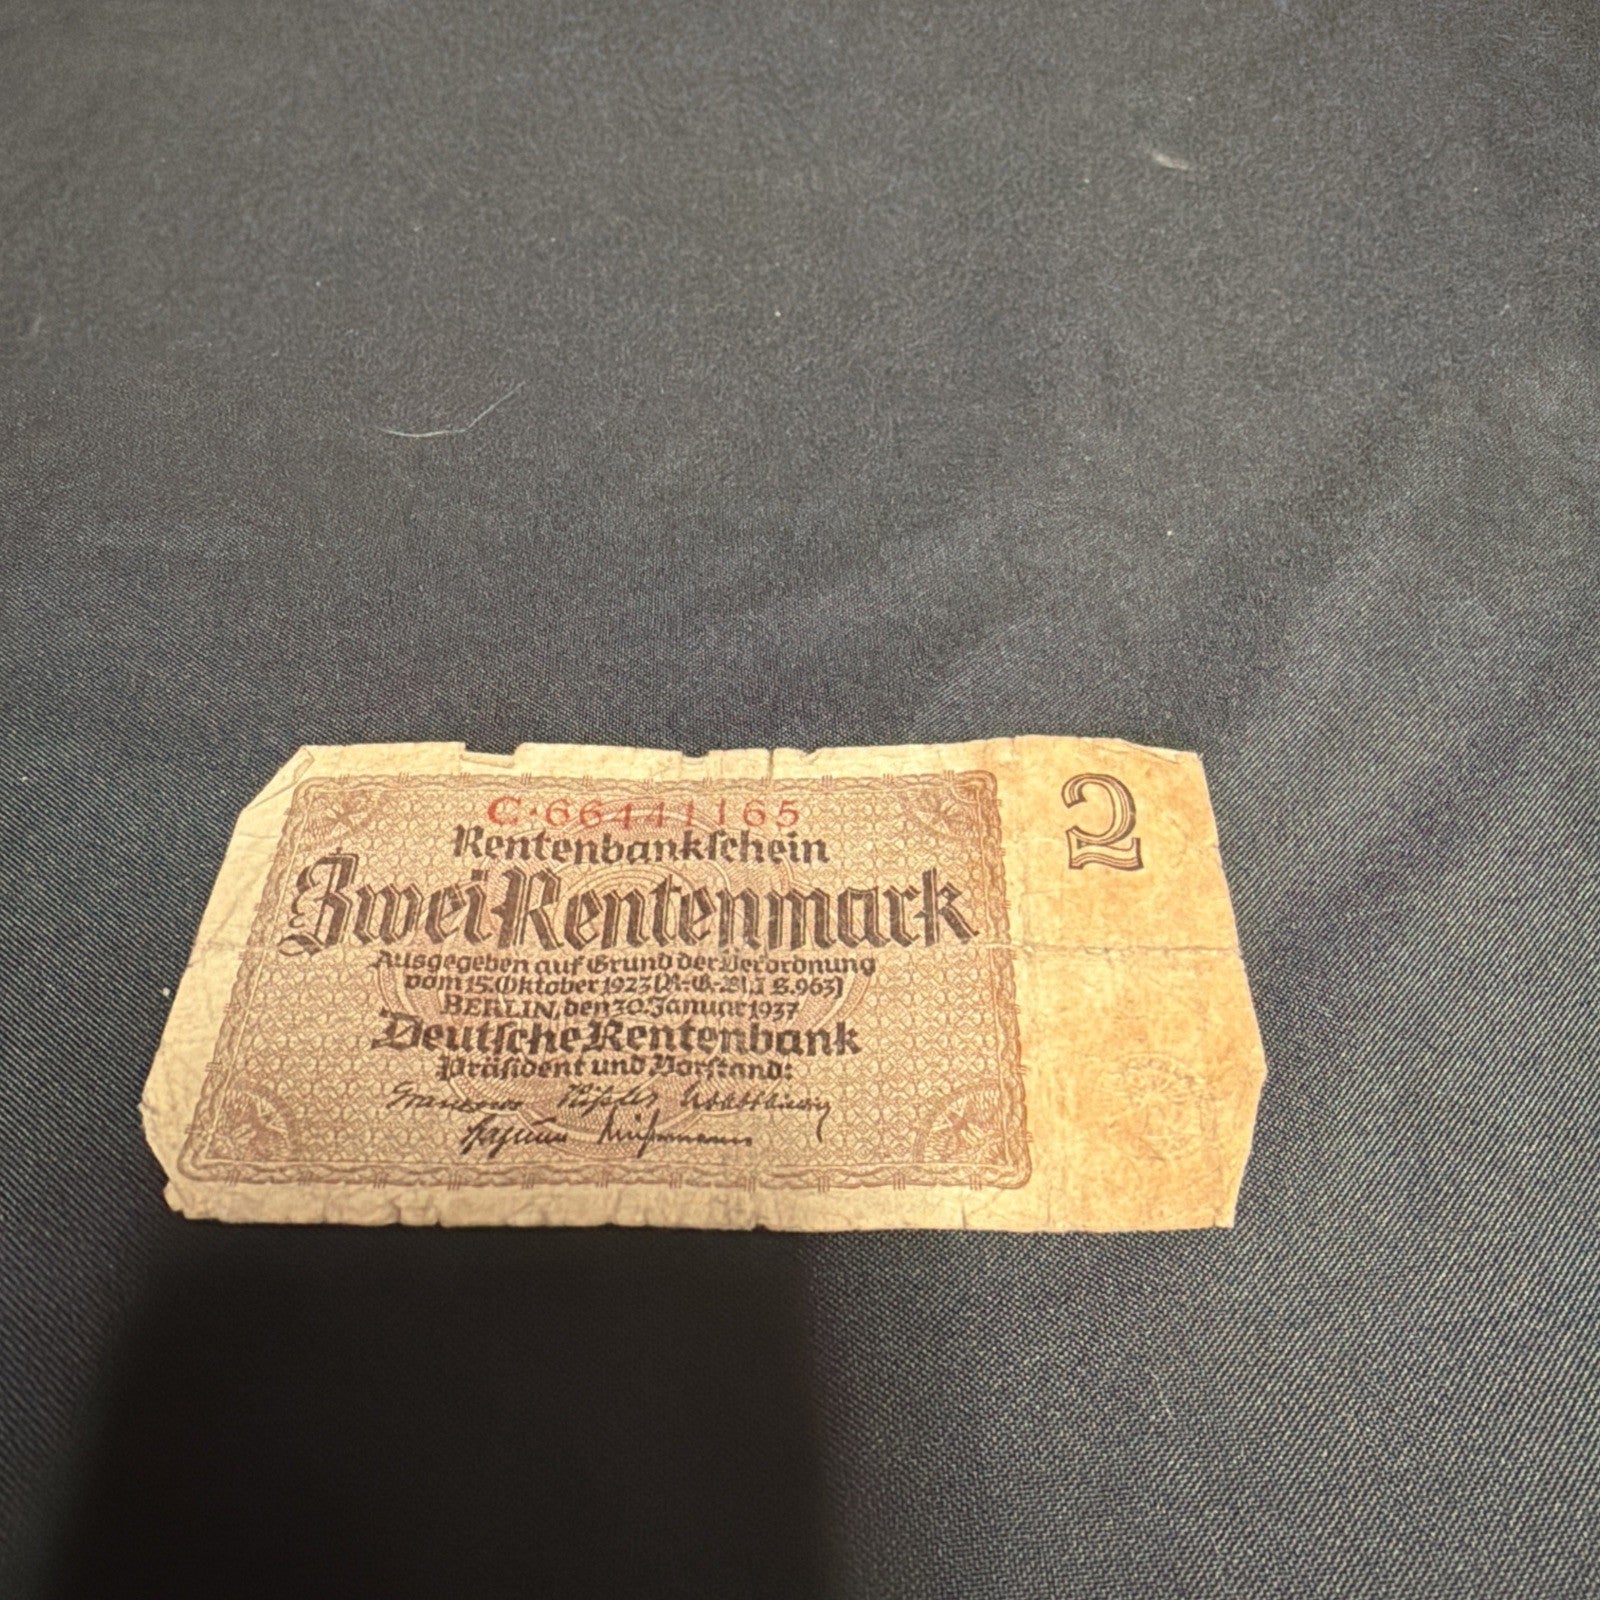 C·66441165
2
Rentenbankschein
Zwei Rentenmark
Ausgegeben auf Grund der Verordnung
vom 15. Oktober 1923 (R.-G.-Bl. I S. 963)
BERLIN, den 30. Januar 1937
Deutsche Rentenbank
Präsident und Vorstand: